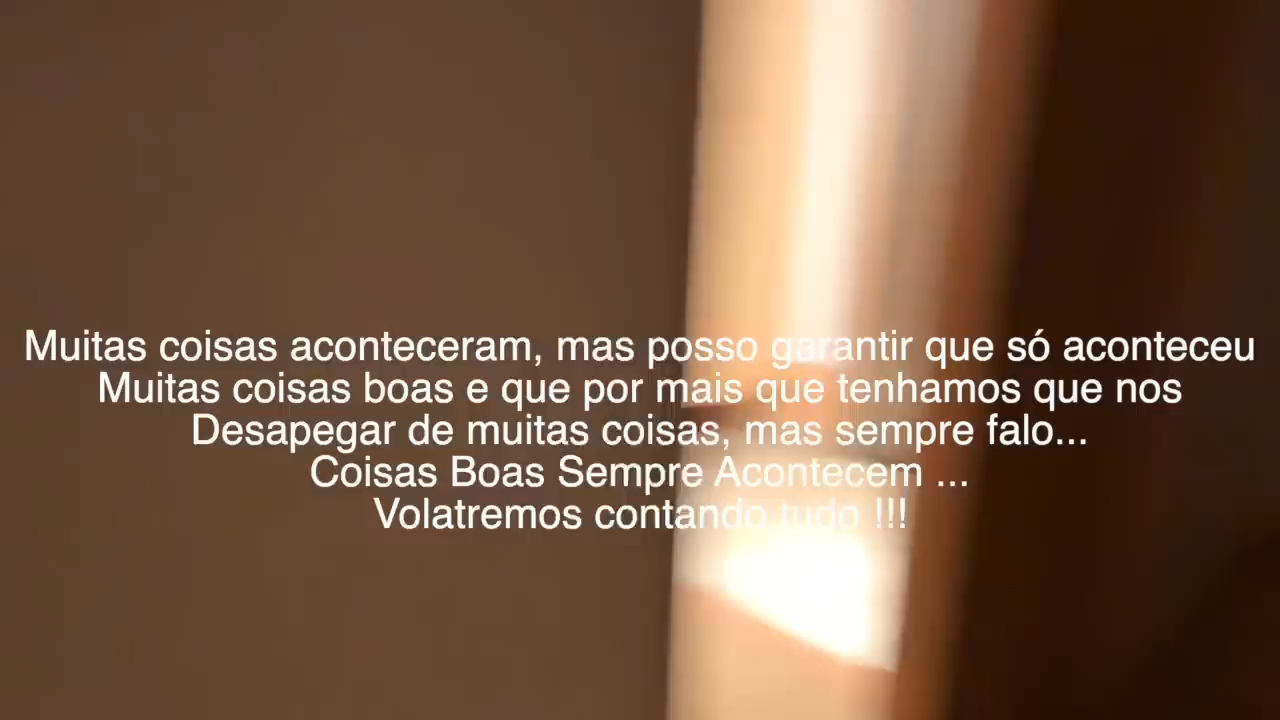 Muitas coisas aconteceram, mas posso garantir que só aconteceu
Muitas coisas boas e que por mais que tenhamos que nos
Desapegar de muitas coisas, mas sempre falo...
Coisas Boas Sempre Acontecem ...
Volatremos contando tudo !!!